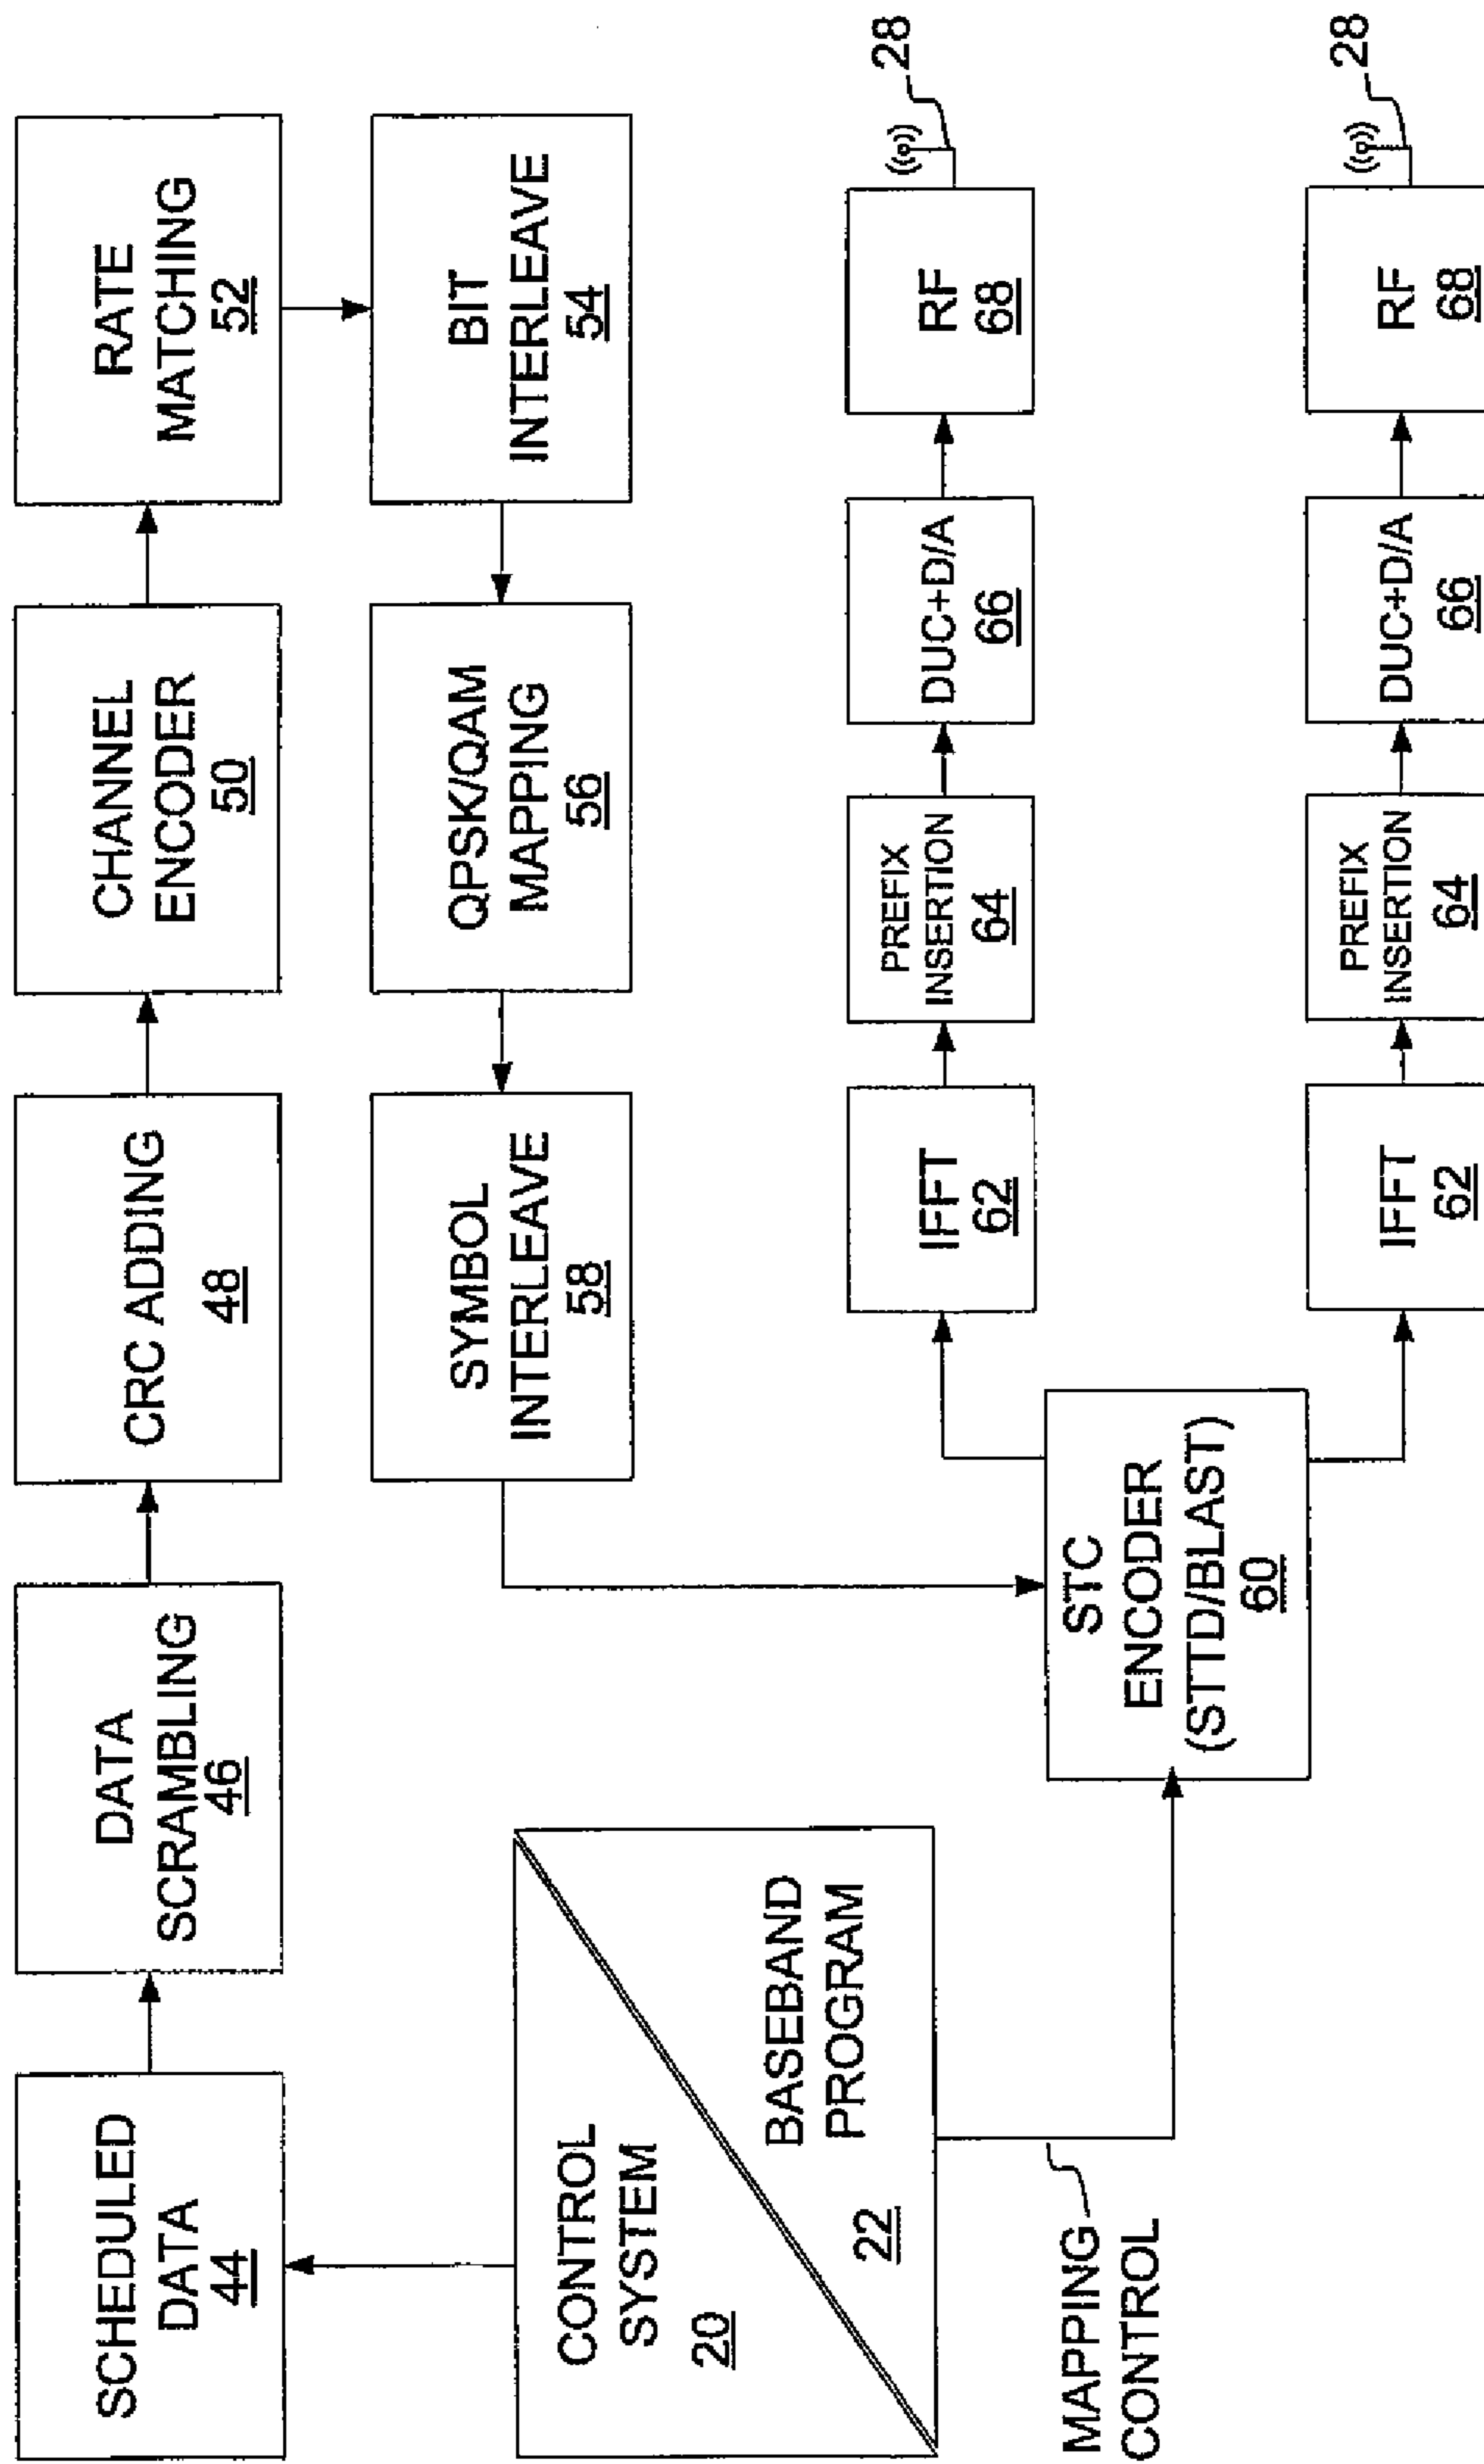 SCHEDULED
DATA
44
DATA
SCRAMBLING
46
CRC ADDING
48
CHANNEL
ENCODER
50
RATE
MATCHING
52
BIT
INTERLEAVE
54
QPSK/QAM
MAPPING
56
SYMBOL
INTERLEAVE
58
CONTROL
SYSTEM
20
BASEBAND
PROGRAM
22
MAPPING
CONTROL
STC
ENCODER
(STTD/BLAST)
60
IFFT
62
PREFIX
INSERTION
64
DUC+D/A
66
RF
68
28
IFFT
62
PREFIX
INSERTION
64
DUC+D/A
66
RF
68
28